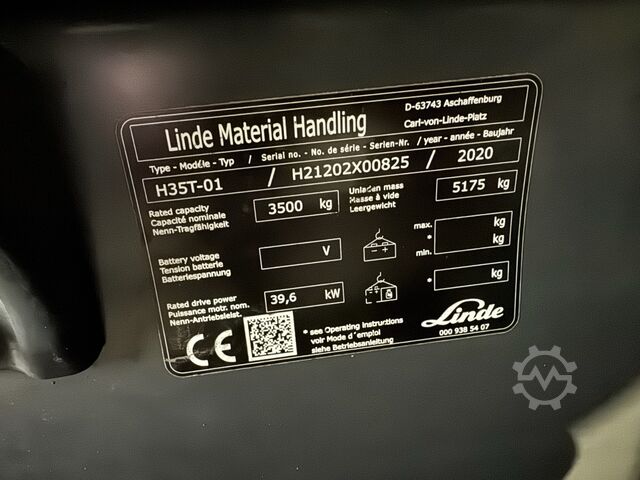 Linde Material Handling
D-63743 Aschaffenburg
Carl-von-Linde-Platz
Type - Modèle - Typ / Serial no. - No. de série - Serien-Nr. / year - année - Baujahr
H35T-01 / H21202X00825 / 2020
Rated capacity
Capacité nominale
Nenn-Tragfähigkeit
3500 kg
Unladen mass
Masse à vide
Leergewicht
5175 kg
Battery voltage
Tension batterie
Batteriespannung
V
max.
*
min.
kg
kg
Rated drive power
Puissance motr. nom.
Nenn-Antriebsleist.
39,6 kW
* kg
CE
* see Operating Instructions
voir Mode d´emploi
siehe Betriebsanleitung
Linde
000 938 54 07